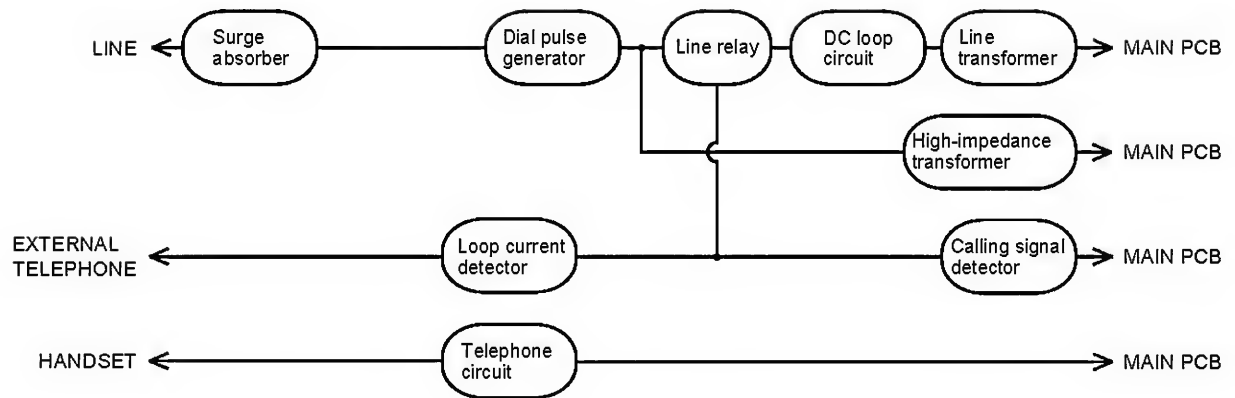 LINE
Surge
absorber
Dial pulse
generator
Line relay
DC loop
circuit
Line
transformer
MAIN PCB
High-impedance
transformer
MAIN PCB
EXTERNAL
TELEPHONE
Loop current
detector
Calling signal
detector
MAIN PCB
HANDSET
Telephone
circuit
MAIN PCB